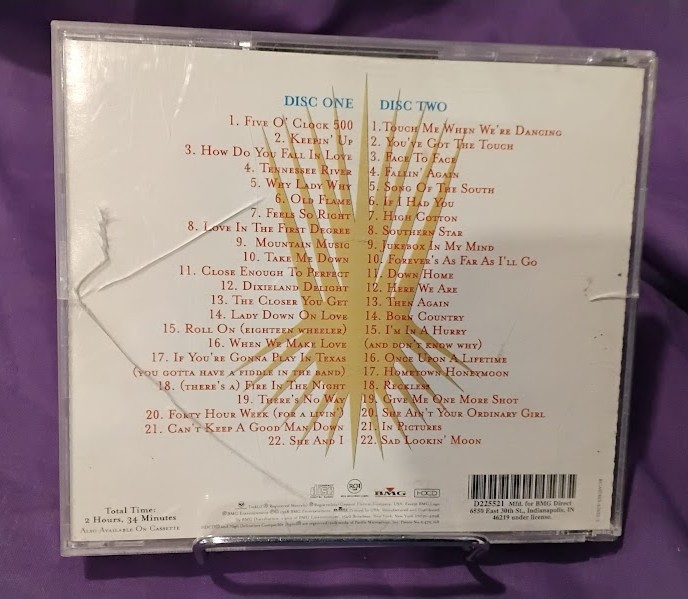 DISC ONE
1. FIVE O' CLOCK 500
2. KEEPIN' UP
3. HOW DO YOU FALL IN LOVE
4. TENNESSEE RIVER
5. WHY LADY WHY
6. OLD FLAME
7. FEELS SO RIGHT
8. LOVE IN THE FIRST DEGREE
9. MOUNTAIN MUSIC
10. TAKE ME DOWN
11. CLOSE ENOUGH TO PERFECT
12. DIXIELAND DELIGHT
13. THE CLOSER YOU GET
14. LADY DOWN ON LOVE
15. ROLL ON (EIGHTEEN WHEELER)
16. WHEN WE MAKE LOVE
17. IF YOU'RE GONNA PLAY IN TEXAS
(YOU GOTTA HAVE A FIDDLE IN THE BAND)
18. (THERE'S A) FIRE IN THE NIGHT
19. THERE'S NO WAY
20. FORTY HOUR WEEK (FOR A LIVIN')
21. CAN'T KEEP A GOOD MAN DOWN
22. SHE AND I
DISC TWO
1. TOUCH ME WHEN WE'RE DANCING
2. YOU'VE GOT THE TOUCH
3. FACE TO FACE
4. FALLIN' AGAIN
5. SONG OF THE SOUTH
6. IF I HAD YOU
7. HIGH COTTON
8. SOUTHERN STAR
9. JUKEBOX IN MY MIND
10. FOREVER'S AS FAR AS I'LL GO
11. DOWN HOME
12. HERE WE ARE
13. THEN AGAIN
14. BORN COUNTRY
15. I'M IN A HURRY
(AND DON'T KNOW WHY)
16. ONCE UPON A LIFETIME
17. HOMETOWN HONEYMOON
18. RECKLESS
19. GIVE ME ONE MORE SHOT
20. SHE AIN'T YOUR ORDINARY GIRL
21. IN PICTURES
22. SAD LOOKIN' MOON
Total Time:
2 Hours, 34 Minutes
ALSO AVAILABLE ON CASSETTE
RCA
BMG
HDCD
D225521 Mfd. for BMG Direct
6550 East 30th St., Indianapolis, IN
46219 under license.